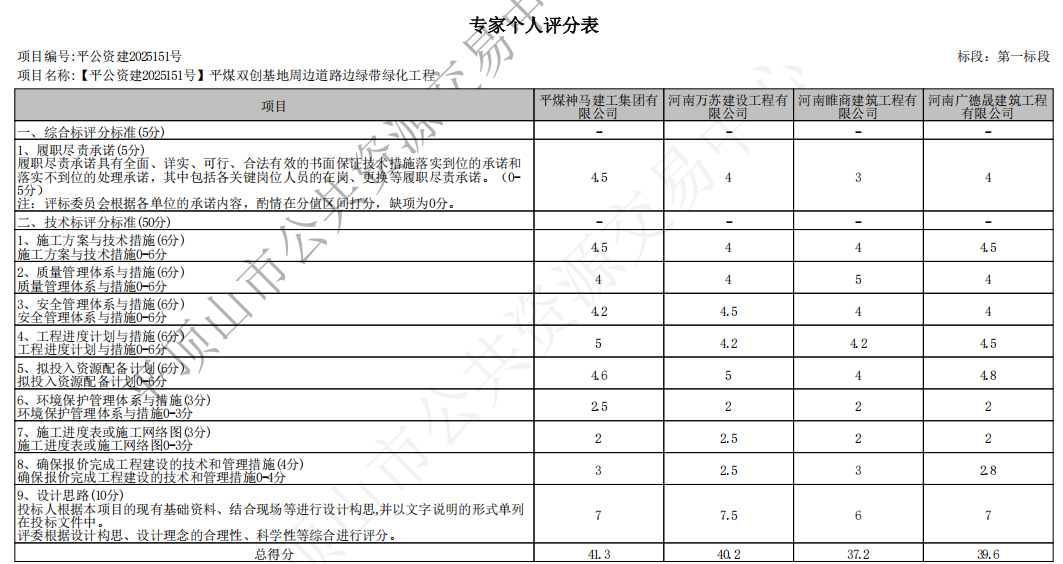 专家个人评分表
项目编号:平公资建2025151号
标段：第一标段
项目名称:【平公资建2025151号】平煤双创基地周边道路边绿带绿化工程
项目
平煤神马建工集团有
限公司
河南万苏建设工程有
限公司
河南睢商建筑工程有
限公司
河南广德晟建筑工程
有限公司
一、综合标评分标准(5分)
－ － － －
1、履职尽责承诺(5分)
履职尽责承诺具有全面、详实、可行、合法有效的书面保证技术措施落实到位的承诺和
落实不到位的处理承诺，其中包括各关键岗位人员的在岗、更换等履职尽责承诺。（0-
5分）
注：评标委员会根据各单位的承诺内容，酌情在分值区间打分，缺项为0分。
4.5 4 3 4
二、技术标评分标准(50分)
－ － － －
1、施工方案与技术措施(6分)
施工方案与技术措施0-6分
4.5 4 4 4.5
2、质量管理体系与措施(6分)
质量管理体系与措施0-6分
4 4 5 4
3、安全管理体系与措施(6分)
安全管理体系与措施0-6分
4.2 4.5 4 4
4、工程进度计划与措施(6分)
工程进度计划与措施0-6分
5 4.2 4.2 4.5
5、拟投入资源配备计划(6分)
拟投入资源配备计划0-6分
4.6 5 4 4.8
6、环境保护管理体系与措施(3分)
环境保护管理体系与措施0-3分
2.5 2 2 2
7、施工进度表或施工网络图(3分)
施工进度表或施工网络图0-3分
2 2.5 2 2
8、确保报价完成工程建设的技术和管理措施(4分)
确保报价完成工程建设的技术和管理措施0-4分
3 2.5 3 2.8
9、设计思路(10分)
投标人根据本项目的现有基础资料、结合现场等进行设计构思,并以文字说明的形式单列
在投标文件中。
评委根据设计构思、设计理念的合理性、科学性等综合进行评分。
7 7.5 6 7
总得分
41.3 40.2 37.2 39.6
平顶山市公共资源交易中
顶山市公共资源交易中心